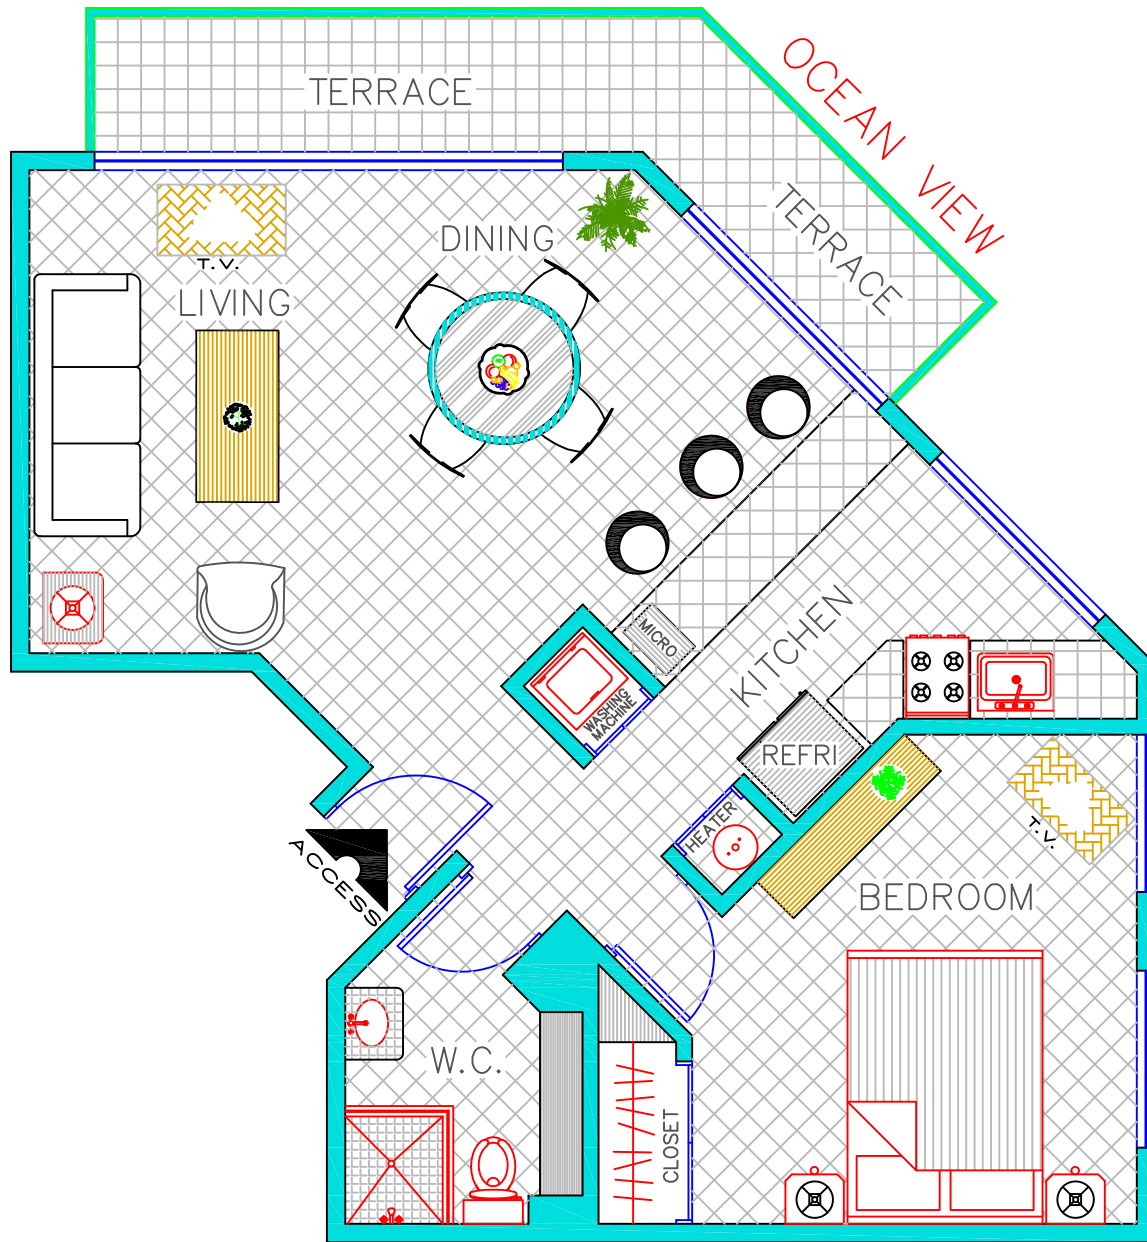 TERRACE
OCEAN VIEW
TERRACE
DINING
T.V.
LIVING
MICRO
KITCHEN
WASHING
MACHINE
REFRI
HEATER
T.V.
ACCESS
BEDROOM
W.C.
CLOSET